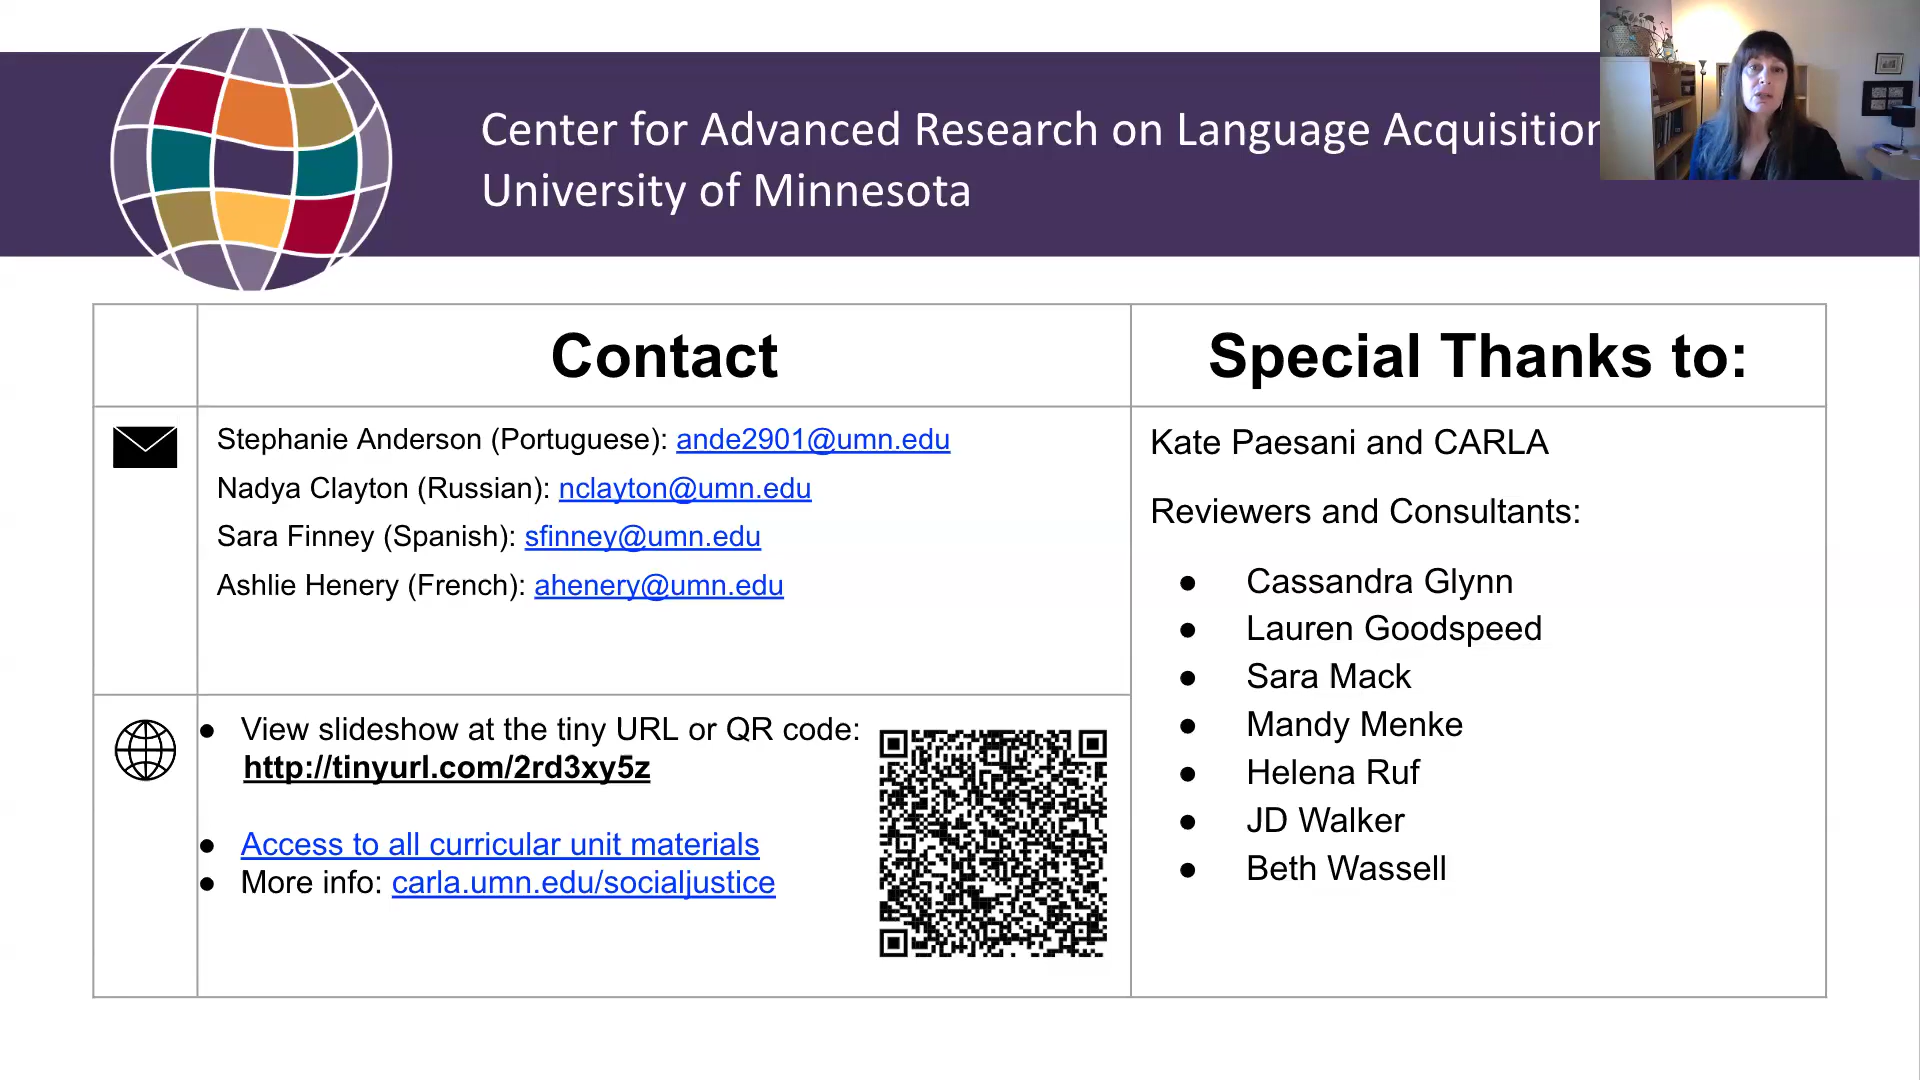 Center for Advanced Research on Language Acquisition
University of Minnesota
Contact
Special Thanks to:
Stephanie Anderson (Portuguese): ande2901@umn.edu
Nadya Clayton (Russian): nclayton@umn.edu
Sara Finney (Spanish): sfinney@umn.edu
Ashlie Henery (French): ahenery@umn.edu
● View slideshow at the tiny URL or QR code:
http://tinyurl.com/2rd3xy5z
● Access to all curricular unit materials
● More info: carla.umn.edu/socialjustice
Kate Paesani and CARLA
Reviewers and Consultants:
● Cassandra Glynn
● Lauren Goodspeed
● Sara Mack
● Mandy Menke
● Helena Ruf
● JD Walker
● Beth Wassell